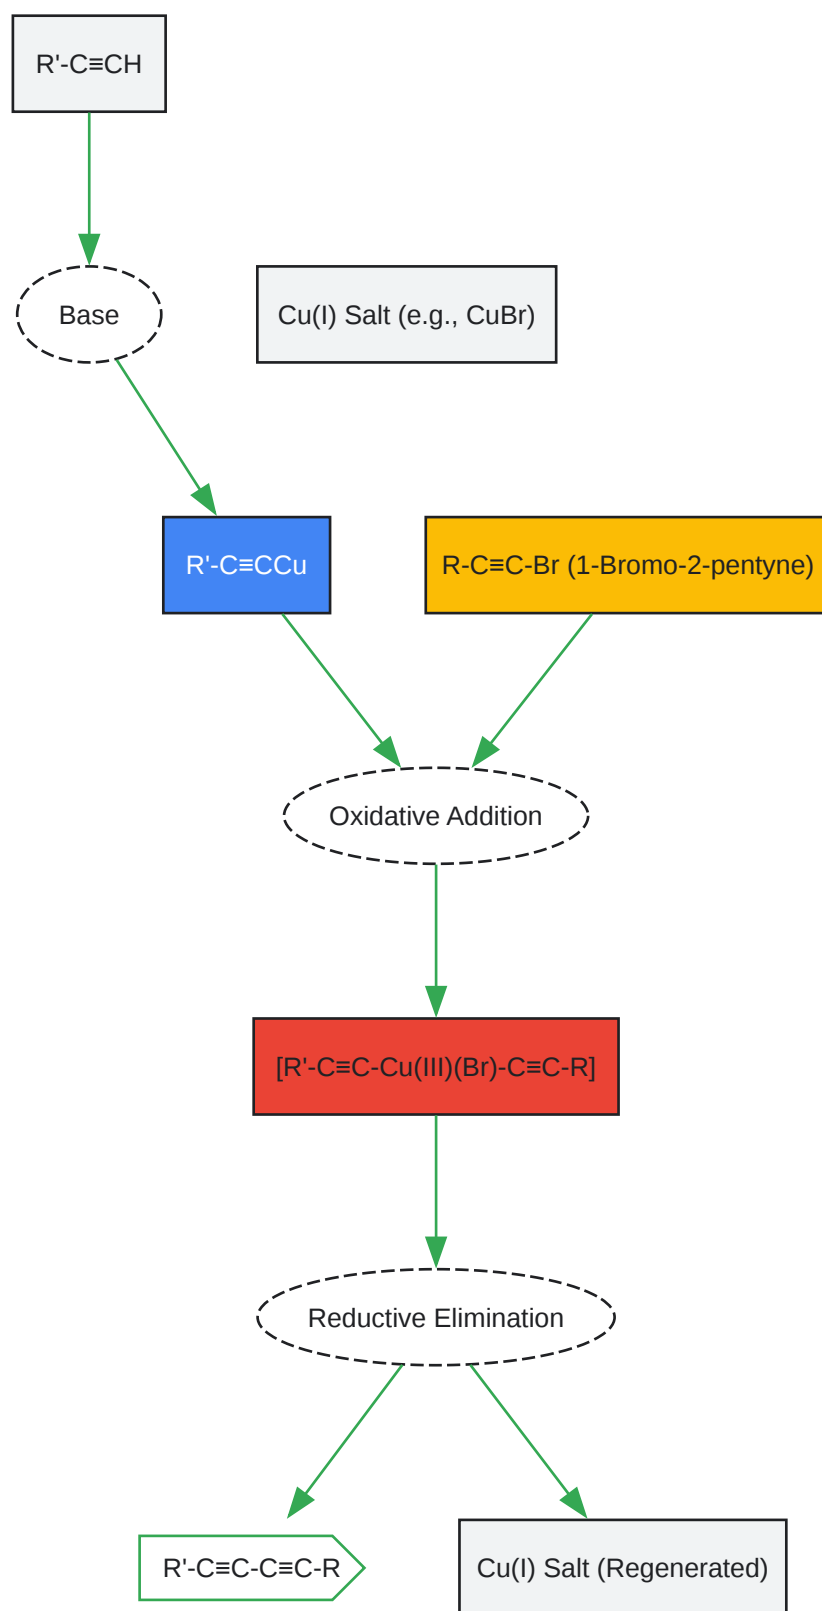 R'-C≡CH
Base
Cu(I) Salt (e.g., CuBr)
R'-C≡CCu
R-C≡C-Br (1-Bromo-2-pentyne)
Oxidative Addition
[R'-C≡C-Cu(III)(Br)-C≡C-R]
Reductive Elimination
R'-C≡C-C≡C-R
Cu(I) Salt (Regenerated)